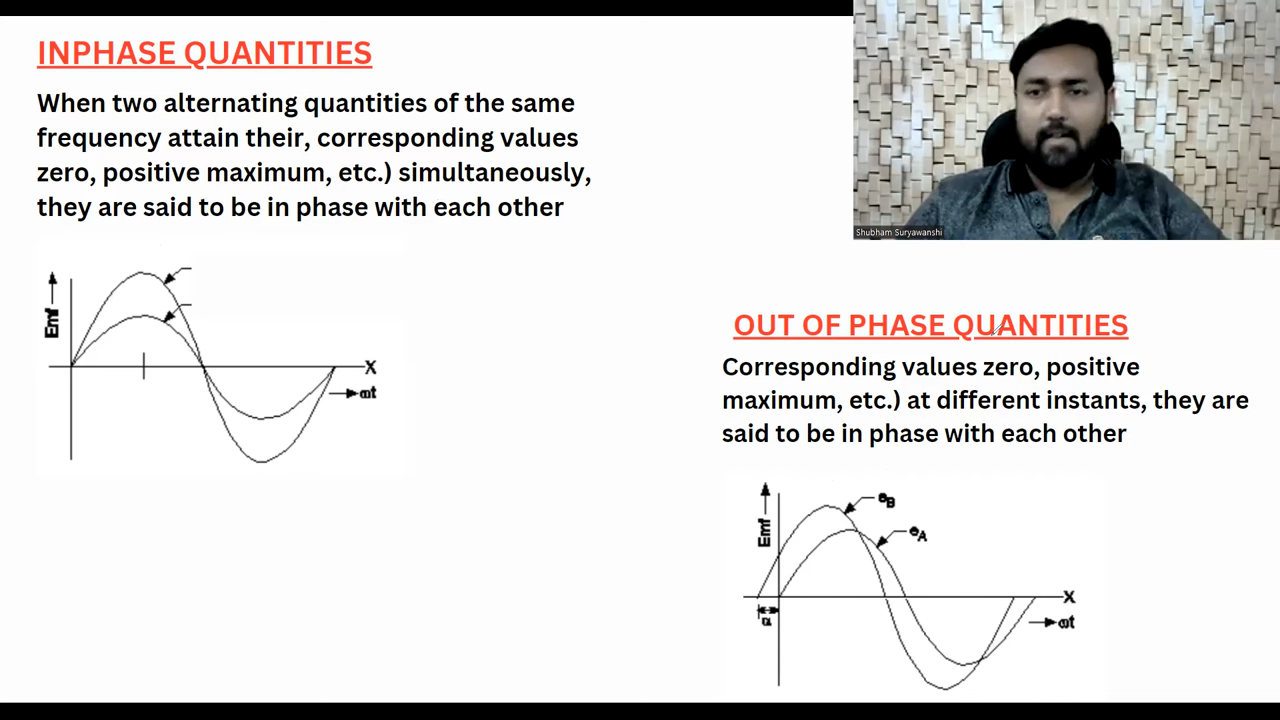 INPHASE QUANTITIES
When two alternating quantities of the same
frequency attain their, corresponding values
zero, positive maximum, etc.) simultaneously,
they are said to be in phase with each other
Emf
X
ωt
Shubham Suryawanshi
OUT OF PHASE QUANTITIES
Corresponding values zero, positive
maximum, etc.) at different instants, they are
said to be in phase with each other
Emf
eB
eA
X
α
ωt